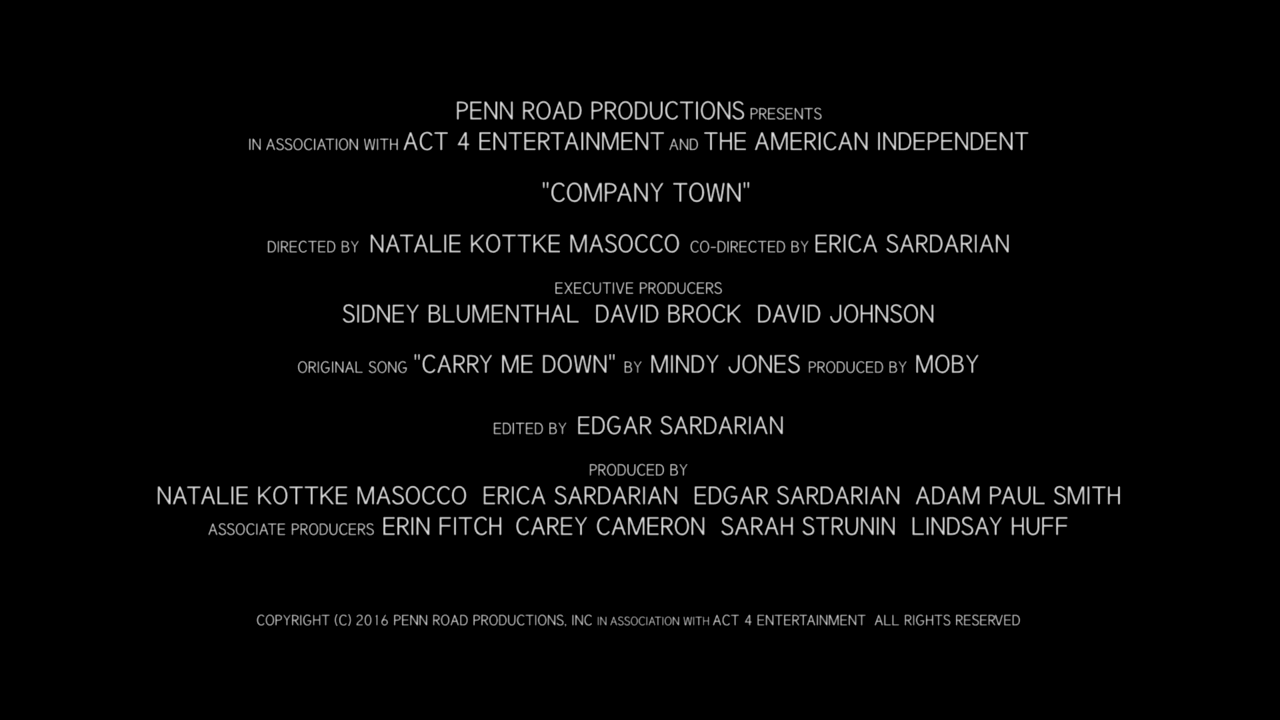 PENN ROAD PRODUCTIONS PRESENTS
IN ASSOCIATION WITH ACT 4 ENTERTAINMENT AND THE AMERICAN INDEPENDENT
"COMPANY TOWN"
DIRECTED BY NATALIE KOTTKE MASOCCO CO-DIRECTED BY ERICA SARDARIAN
EXECUTIVE PRODUCERS
SIDNEY BLUMENTHAL DAVID BROCK DAVID JOHNSON
ORIGINAL SONG "CARRY ME DOWN" BY MINDY JONES PRODUCED BY MOBY
EDITED BY EDGAR SARDARIAN
PRODUCED BY
NATALIE KOTTKE MASOCCO ERICA SARDARIAN EDGAR SARDARIAN ADAM PAUL SMITH
ASSOCIATE PRODUCERS ERIN FITCH CAREY CAMERON SARAH STRUNIN LINDSAY HUFF
COPYRIGHT (C) 2016 PENN ROAD PRODUCTIONS, INC IN ASSOCIATION WITH ACT 4 ENTERTAINMENT ALL RIGHTS RESERVED